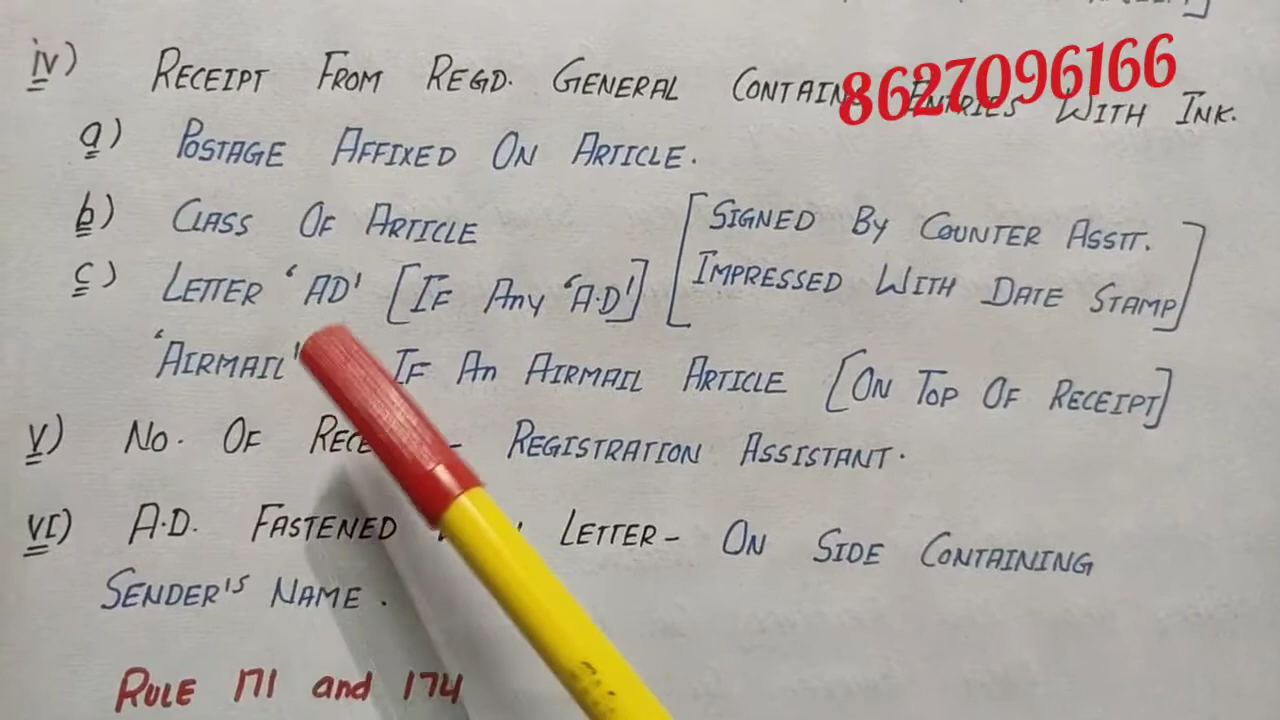 iv) RECEIPT FROM REGD. GENERAL CONTAINS ENTRIES WITH INK.
8627096166
a) POSTAGE AFFIXED ON ARTICLE.
b) CLASS OF ARTICLE
[SIGNED BY COUNTER ASSTT.
c) LETTER 'AD' [IF ANY 'A.D']
IMPRESSED WITH DATE STAMP]
'AIRMAIL' IF AN AIRMAIL ARTICLE [ON TOP OF RECEIPT]
v) NO. OF - REGISTRATION ASSISTANT.
vi) A.D. FASTENED LETTER - ON SIDE CONTAINING
SENDER'S NAME.
RULE 171 and 174